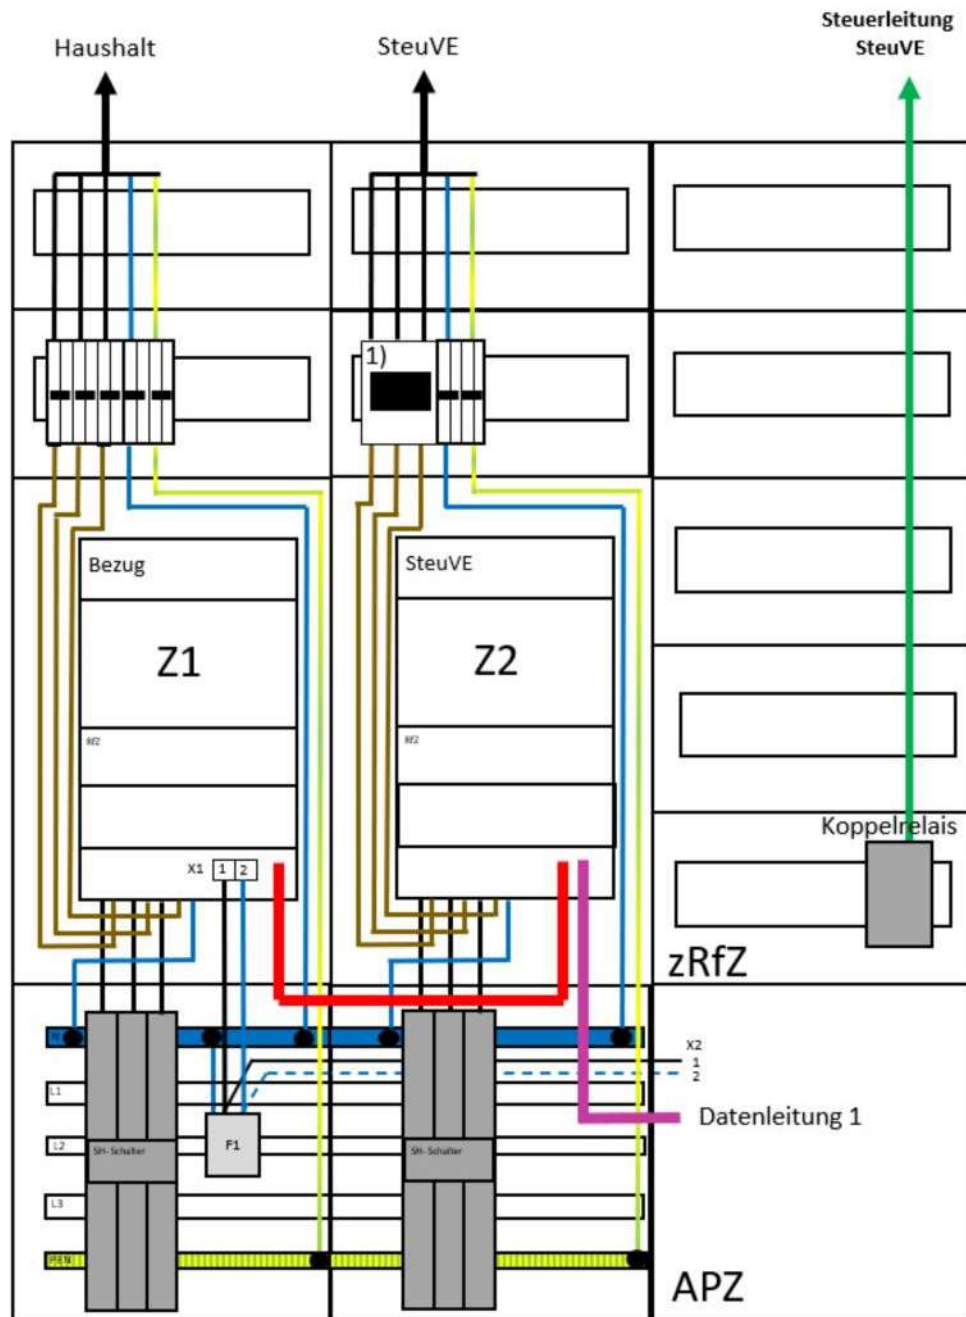 Haushalt
SteuVE
Steuerleitung
SteuVE
1)
Bezug
SteuVE
Z1
Z2
RfZ
RfZ
Koppelrelais
X1
1
2
zRfZ
N
X2
1
2
L1
Datenleitung 1
L2
SH-Schalter
F1
SH-Schalter
L3
PEN
APZ